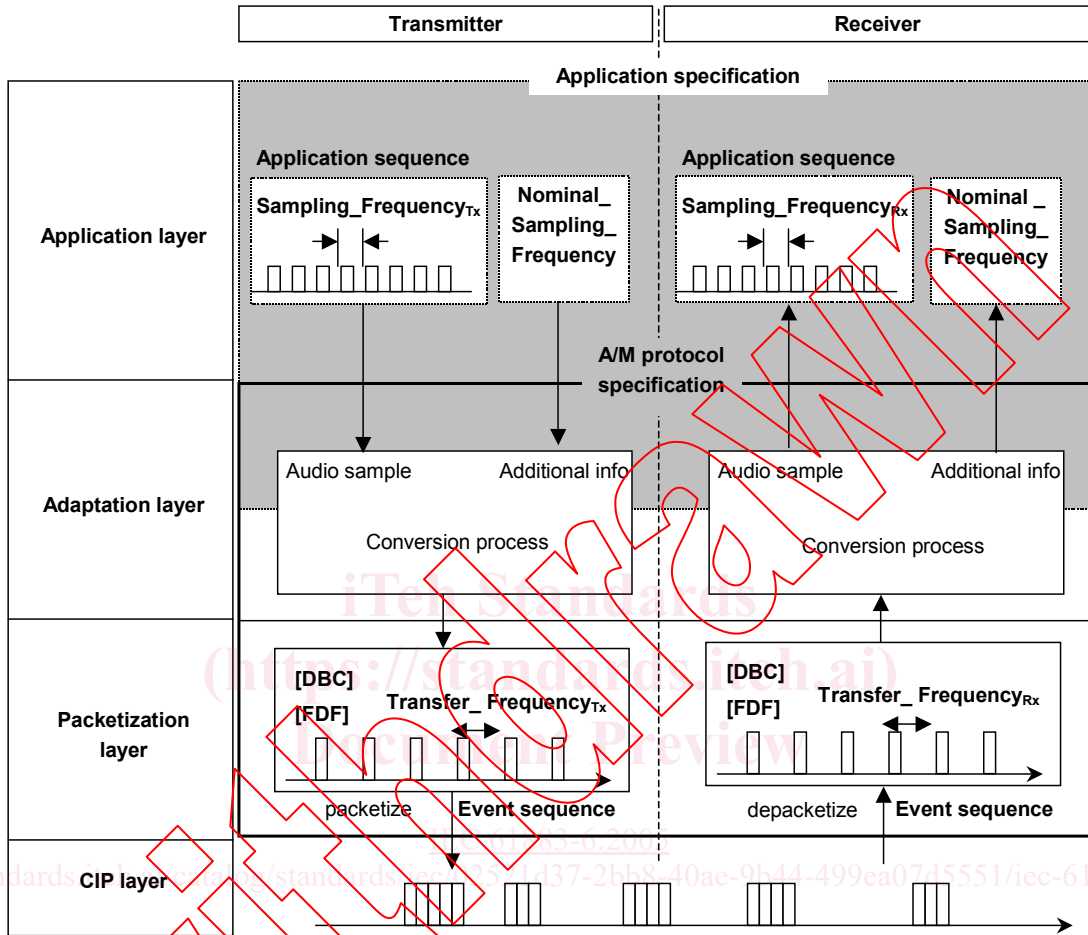 Transmitter
Receiver
Application specification
Application layer
Application sequence
Sampling_FrequencyTx
Nominal_
Sampling_
Frequency
Application sequence
Sampling_FrequencyRx
Nominal _
Sampling_
Frequency
A/M protocol
specification
Adaptation layer
Audio sample
Additional info
Conversion process
Audio sample
Additional info
Conversion process
iTeh Standards
(https://standards.iteh.ai)
Document Preview
Packetization
layer
[DBC]
[FDF]
Transfer_ FrequencyTx
packetize
Event sequence
[DBC]
[FDF]
Transfer_ FrequencyRx
depacketize
Event sequence
IEC 61883-6:2005
CIP layer
Withdrawn